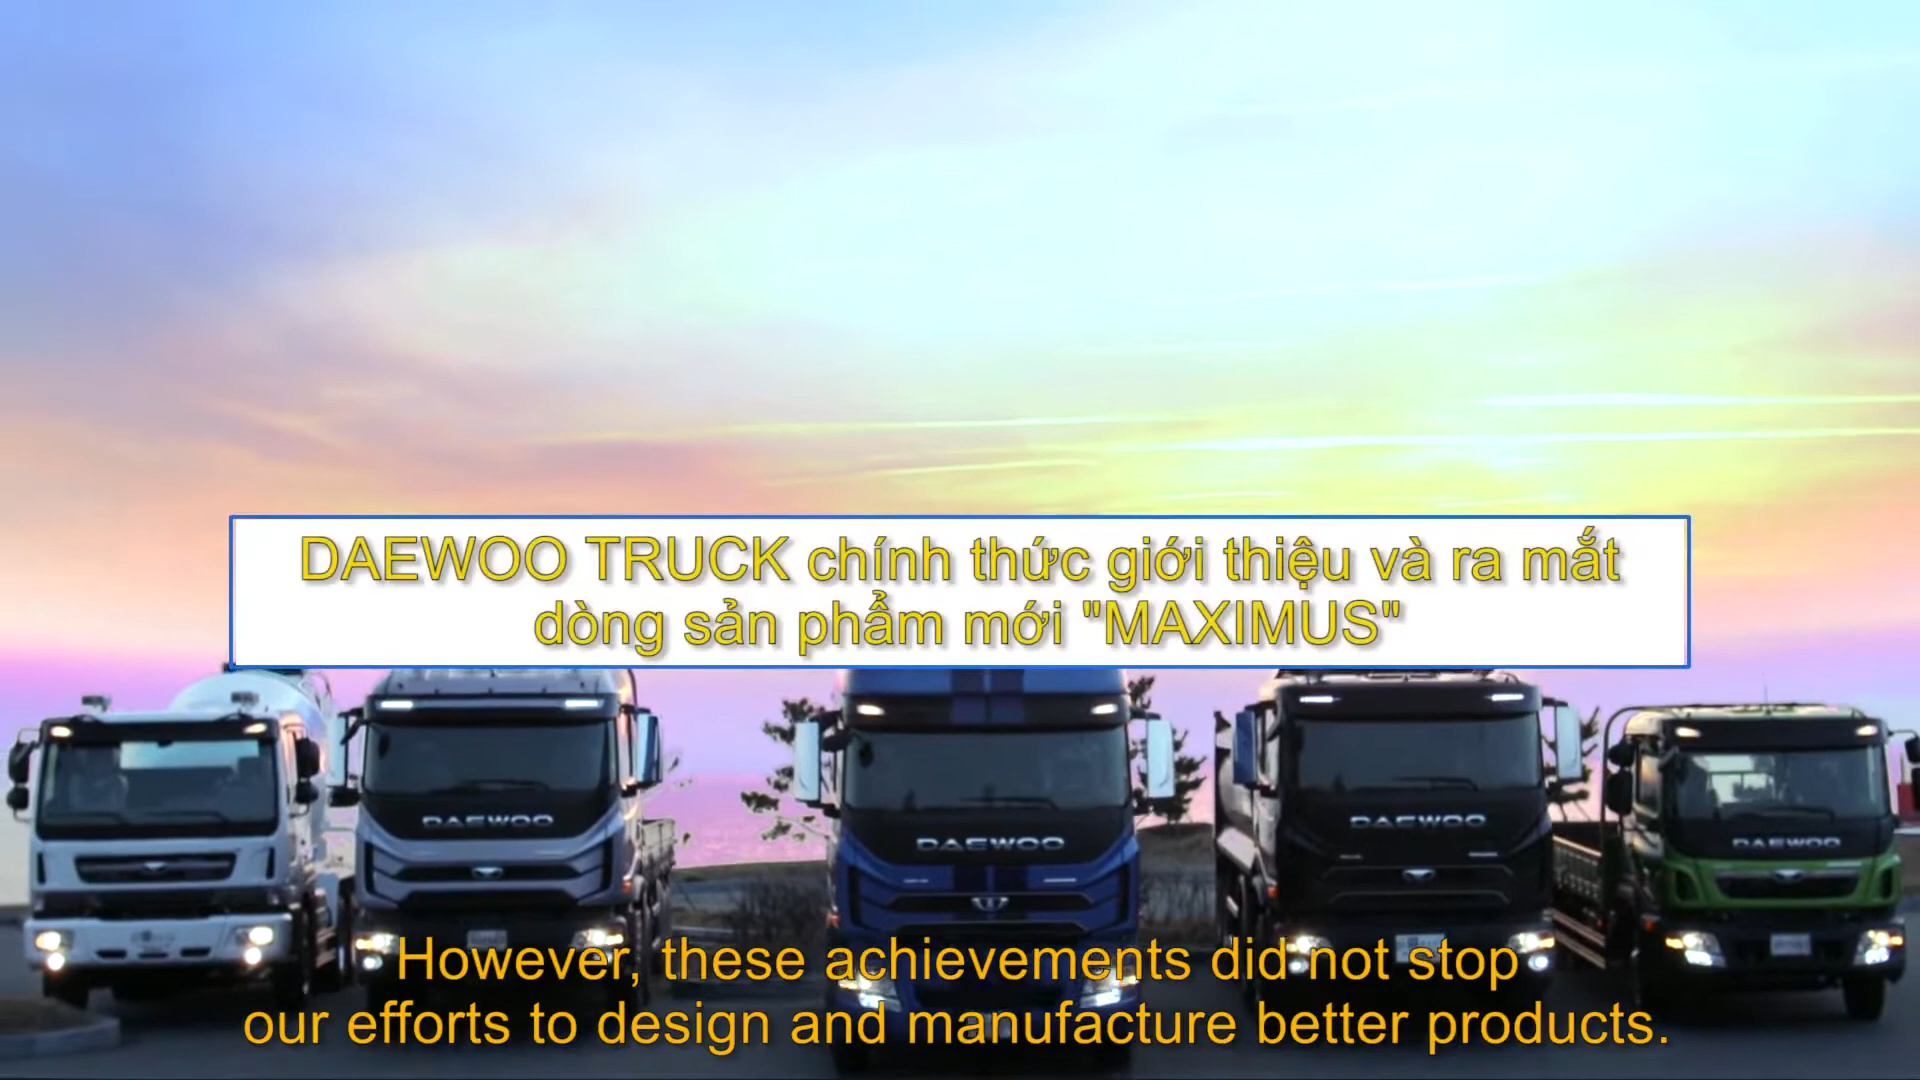 DAEWOO TRUCK chính thức giới thiệu và ra mắt
dòng sản phẩm mới "MAXIMUS"
DAEWOO
DAEWOO
DAEWOO
DAEWOO
However, these achievements did not stop
our efforts to design and manufacture better products.